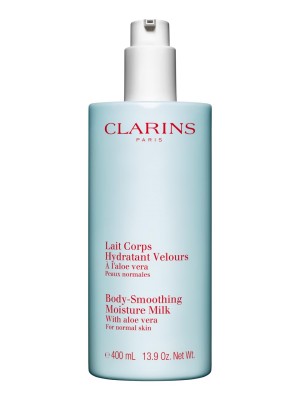 CLARINS
PARIS
Lait Corps
Hydratant Velours
À l'aloe vera
Peaux normales
Body-Smoothing
Moisture Milk
With aloe vera
For normal skin
℮ 400 mL 13.9 Oz. Net Wt.